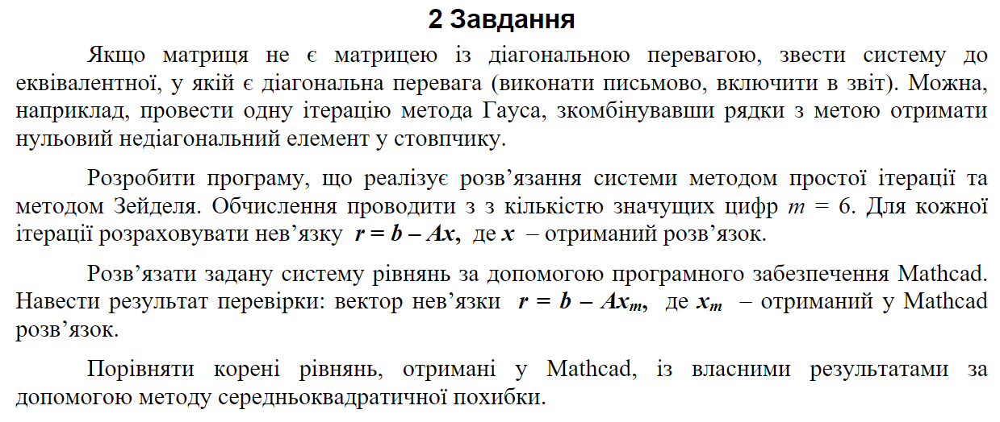 2 Завдання
Якщо матриця не є матрицею із діагональною перевагою, звести систему до
еквівалентної, у якій є діагональна перевага (виконати письмово, включити в звіт). Можна,
наприклад, провести одну ітерацію метода Гауса, зкомбінувавши рядки з метою отримати
нульовий недіагональний елемент у стовпчику.
Розробити програму, що реалізує розв’язання системи методом простої ітерації та
методом Зейделя. Обчислення проводити з з кількістю значущих цифр m = 6. Для кожної
ітерації розраховувати нев’язку r = b – Ax, де x – отриманий розв’язок.
Розв’язати задану систему рівнянь за допомогою програмного забезпечення Mathcad.
Навести результат перевірки: вектор нев’язки r = b – Axm, де xm – отриманий у Mathcad
розв’язок.
Порівняти корені рівнянь, отримані у Mathcad, із власними результатами за
допомогою методу середньоквадратичної похибки.